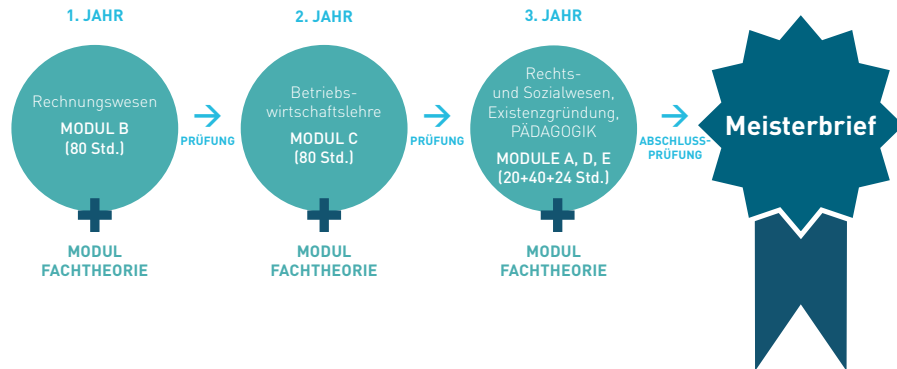 1. JAHR
Rechnungswesen
MODUL B
(80 Std.)
MODUL
FACHTHEORIE
PRÜFUNG
2. JAHR
Betriebs-
wirtschaftslehre
MODUL C
(80 Std.)
MODUL
FACHTHEORIE
PRÜFUNG
3. JAHR
Rechts-
und Sozialwesen,
Existenzgründung,
PÄDAGOGIK
MODULE A, D, E
(20+40+24 Std.)
MODUL
FACHTHEORIE
ABSCHLUSS-
PRÜFUNG
Meisterbrief